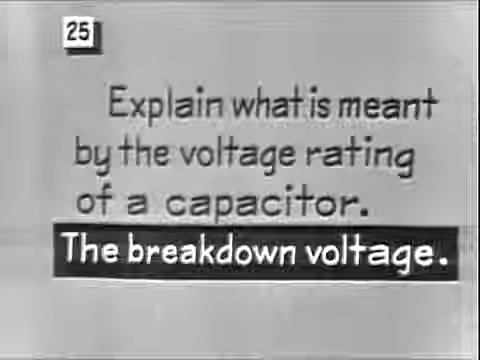 25
Explain what is meant
by the voltage rating
of a capacitor.
The breakdown voltage.